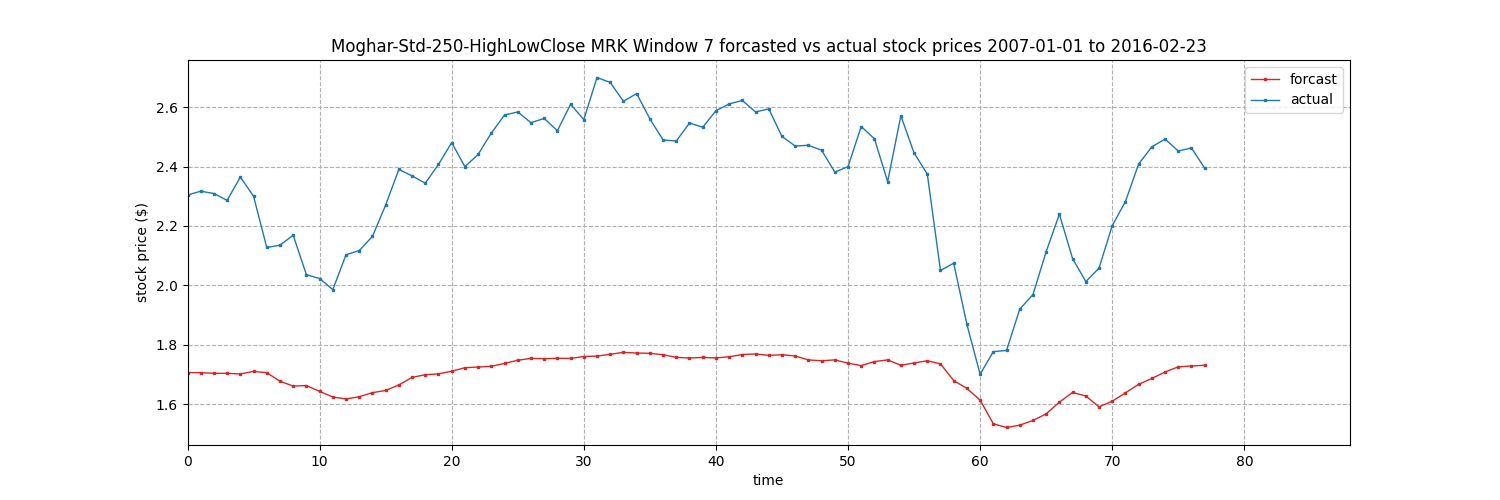 Moghar-Std-250-HighLowClose MRK Window 7 forcasted vs actual stock prices 2007-01-01 to 2016-02-23
forcast
actual
stock price ($)
2.6
2.4
2.2
2.0
1.8
1.6
0 10 20 30 40 50 60 70 80
time